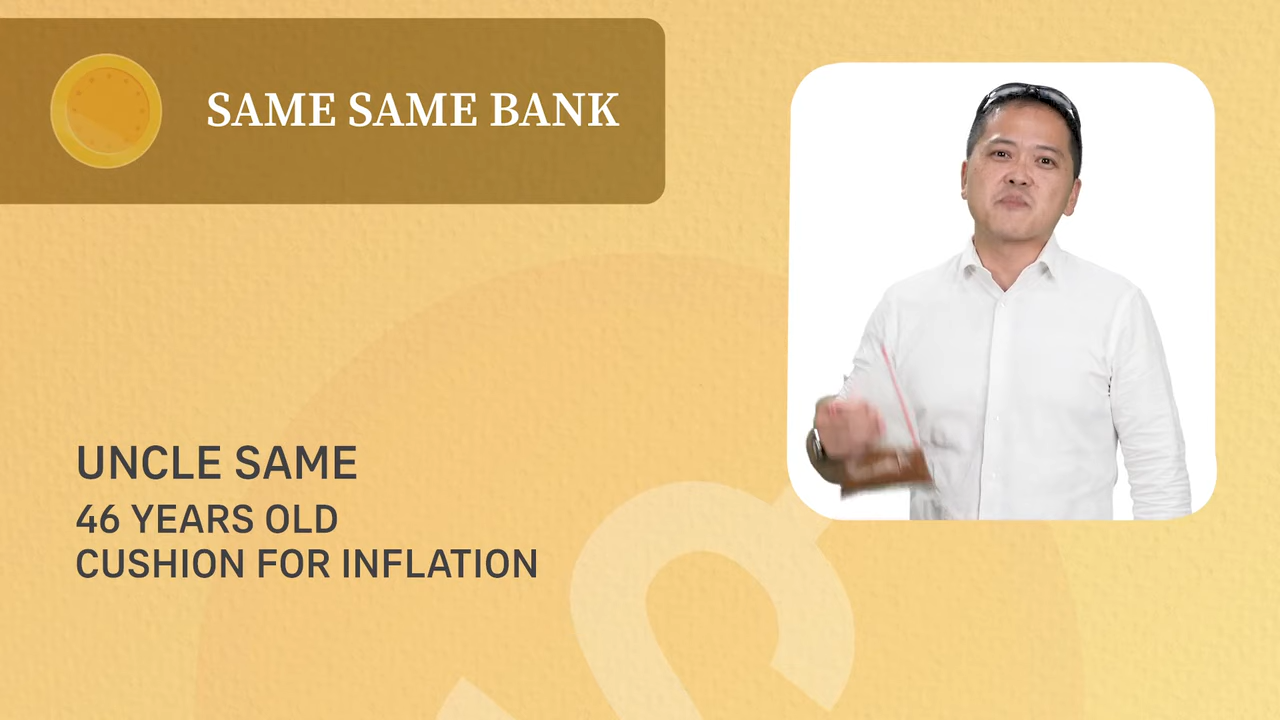 SAME SAME BANK
UNCLE SAME
46 YEARS OLD
CUSHION FOR INFLATION